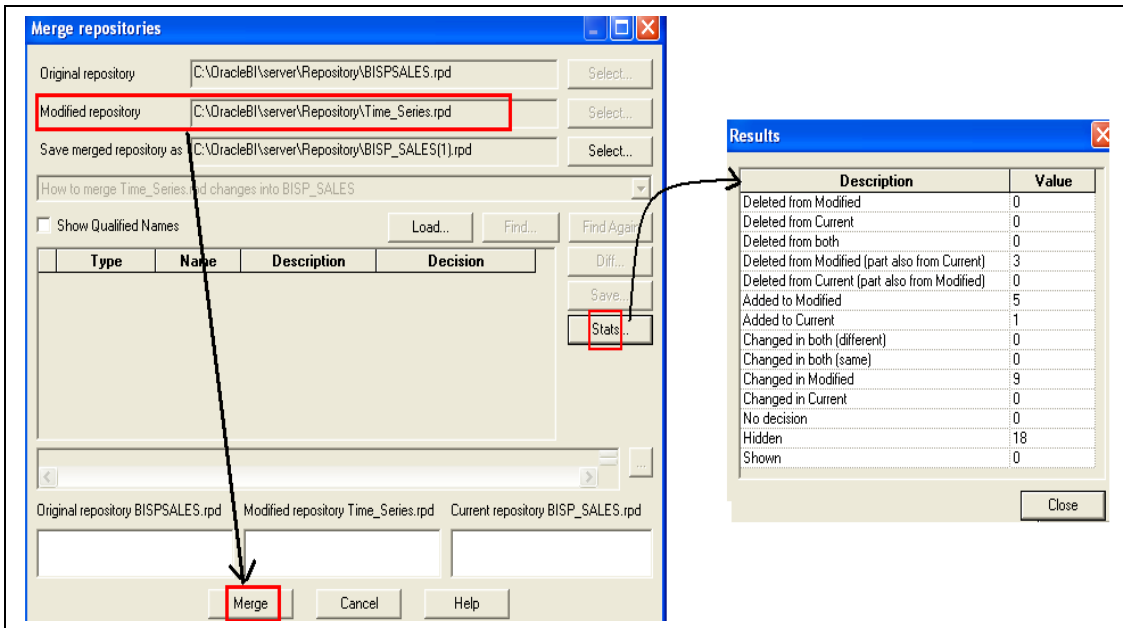 Merge repositories
Original repository C:\OracleBI\server\Repository\BISPSALES.rpd Select...
Modified repository C:\OracleBI\server\Repository\Time_Series.rpd Select...
Save merged repository as C:\OracleBI\server\Repository\BISP_SALES(1).rpd Select...
How to merge Time_Series.rpd changes into BISP_SALES
Show Qualified Names Load... Find... Find Again
Type Name Description Decision Diff...
Save...
Stats...
...
Original repository BISPSALES.rpd Modified repository Time_Series.rpd Current repository BISP_SALES.rpd
Merge Cancel Help
Results
Description Value
Deleted from Modified 0
Deleted from Current 0
Deleted from both 0
Deleted from Modified (part also from Current) 3
Deleted from Current (part also from Modified) 0
Added to Modified 5
Added to Current 1
Changed in both (different) 0
Changed in both (same) 0
Changed in Modified 9
Changed in Current 0
No decision 0
Hidden 18
Shown 0
Close